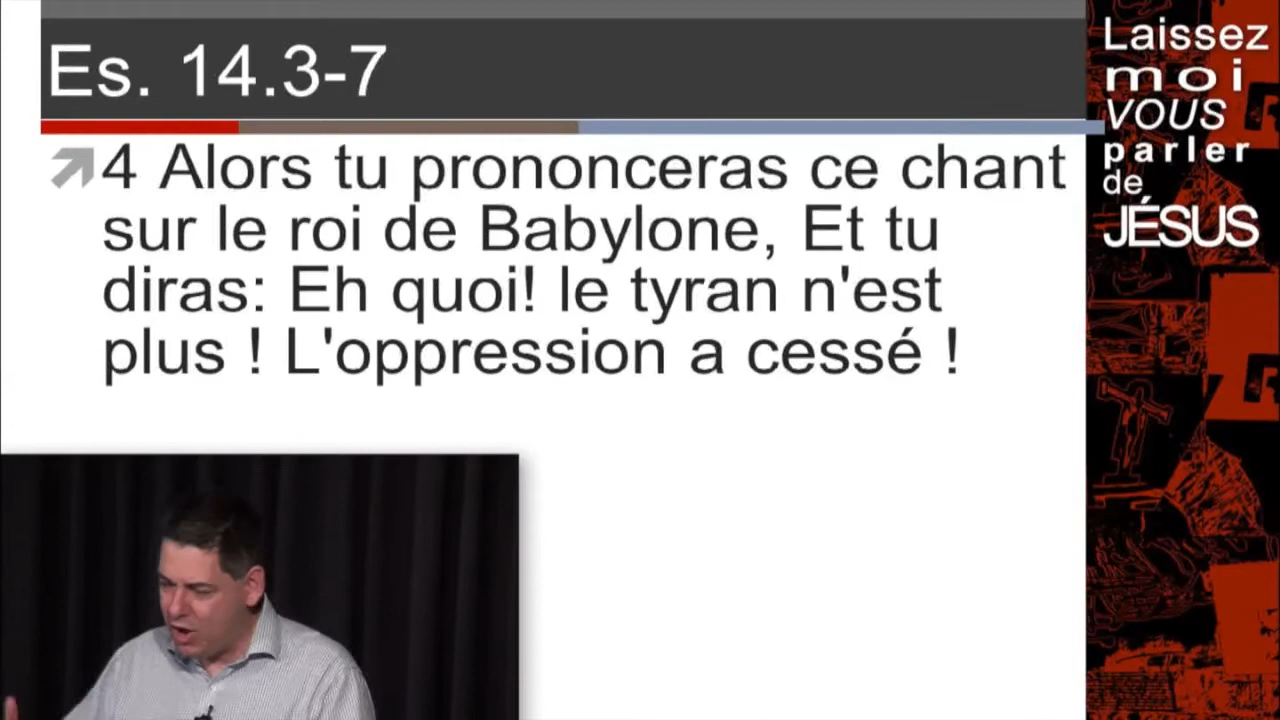 Es. 14.3-7
4 Alors tu prononceras ce chant
sur le roi de Babylone, Et tu
diras: Eh quoi! le tyran n'est
plus ! L'oppression a cessé !
Laissez
moi
VOUS
parler
de
JÉSUS